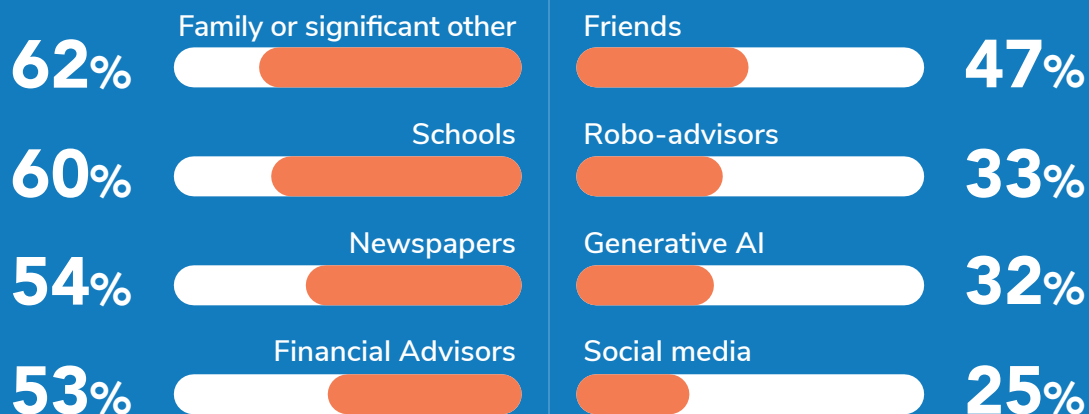 Family or significant other
62%
Schools
60%
Newspapers
54%
Financial Advisors
53%
Friends
47%
Robo-advisors
33%
Generative AI
32%
Social media
25%